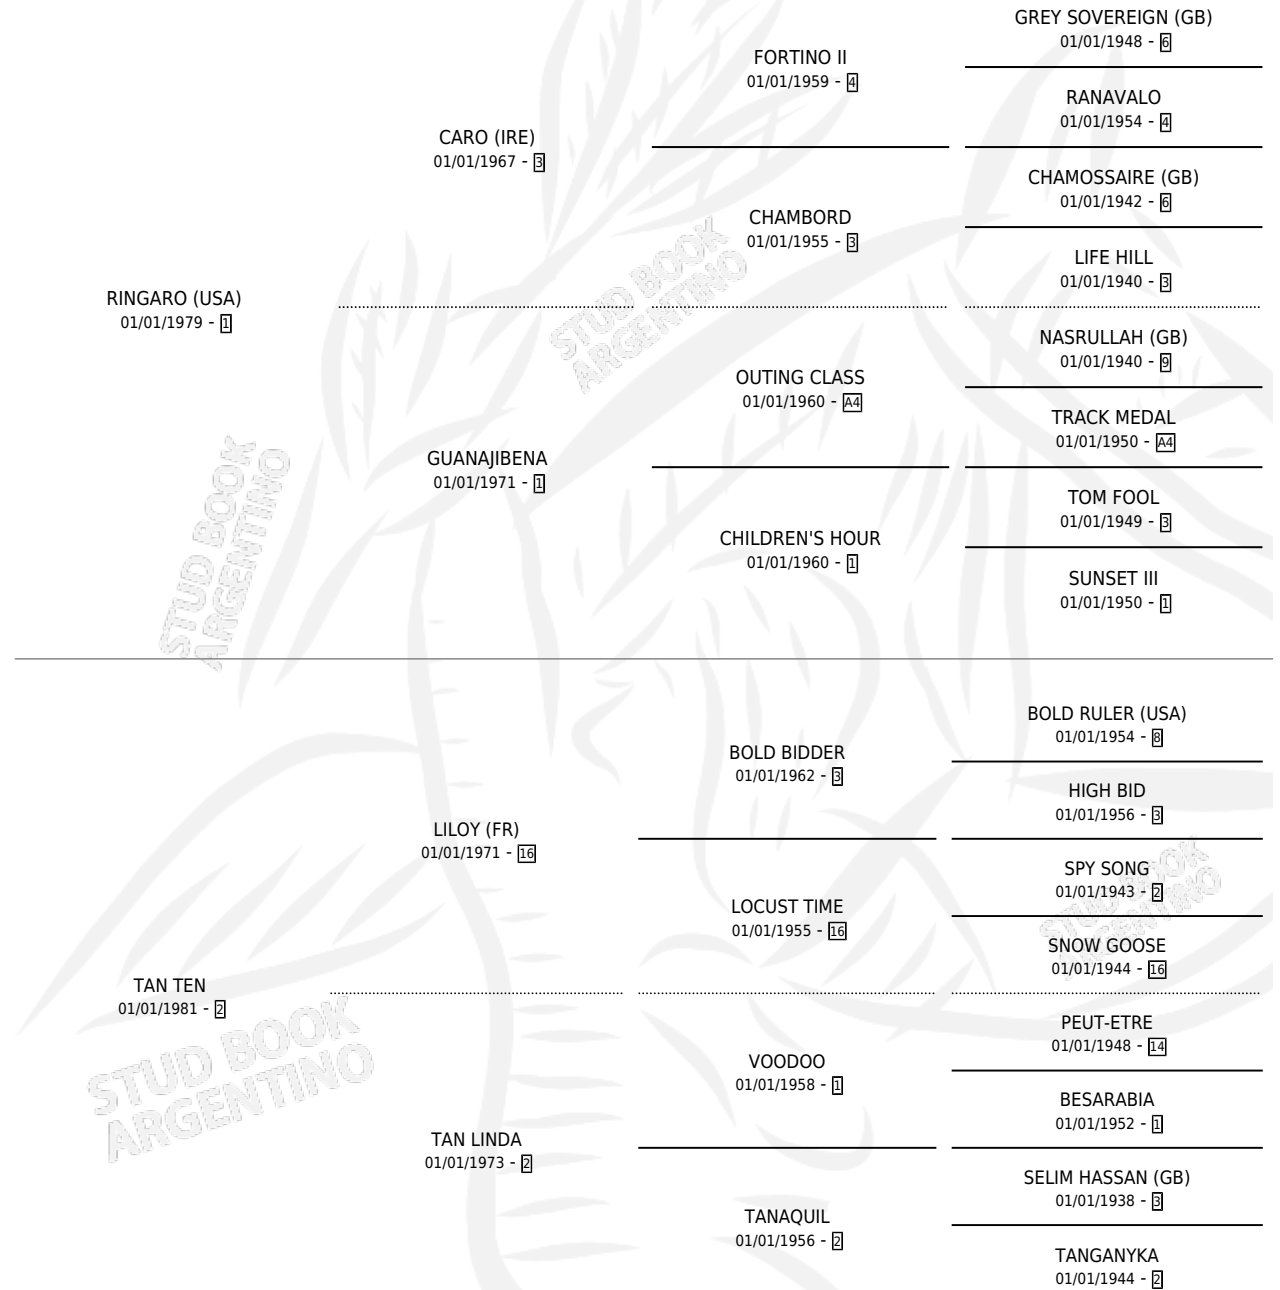 GREY SOVEREIGN (GB)
01/01/1948 - 6
FORTINO II
01/01/1959 - 4
RANAVALO
01/01/1954 - 4
CARO (IRE)
01/01/1967 - 3
CHAMOSSAIRE (GB)
01/01/1942 - 6
CHAMBORD
01/01/1955 - 3
LIFE HILL
01/01/1940 - 3
RINGARO (USA)
01/01/1979 - 1
STUD BOOK
ARGENTINO
NASRULLAH (GB)
01/01/1940 - 9
OUTING CLASS
01/01/1960 - A4
TRACK MEDAL
01/01/1950 - A4
GUANAJIBENA
01/01/1971 - 1
TOM FOOL
01/01/1949 - 3
CHILDREN'S HOUR
01/01/1960 - 1
SUNSET III
01/01/1950 - 1
STUD BOOK
ARGENTINO
BOLD RULER (USA)
01/01/1954 - 8
BOLD BIDDER
01/01/1962 - 3
HIGH BID
01/01/1956 - 3
LILOY (FR)
01/01/1971 - 16
SPY SONG
01/01/1943 - 2
LOCUST TIME
01/01/1955 - 16
STUD BOOK
ARGENTINO
SNOW GOOSE
01/01/1944 - 16
TAN TEN
01/01/1981 - 2
STUD BOOK
ARGENTINO
PEUT-ETRE
01/01/1948 - 14
VOODOO
01/01/1958 - 1
BESARABIA
01/01/1952 - 1
TAN LINDA
01/01/1973 - 2
SELIM HASSAN (GB)
01/01/1938 - 3
TANAQUIL
01/01/1956 - 2
TANGANYKA
01/01/1944 - 2